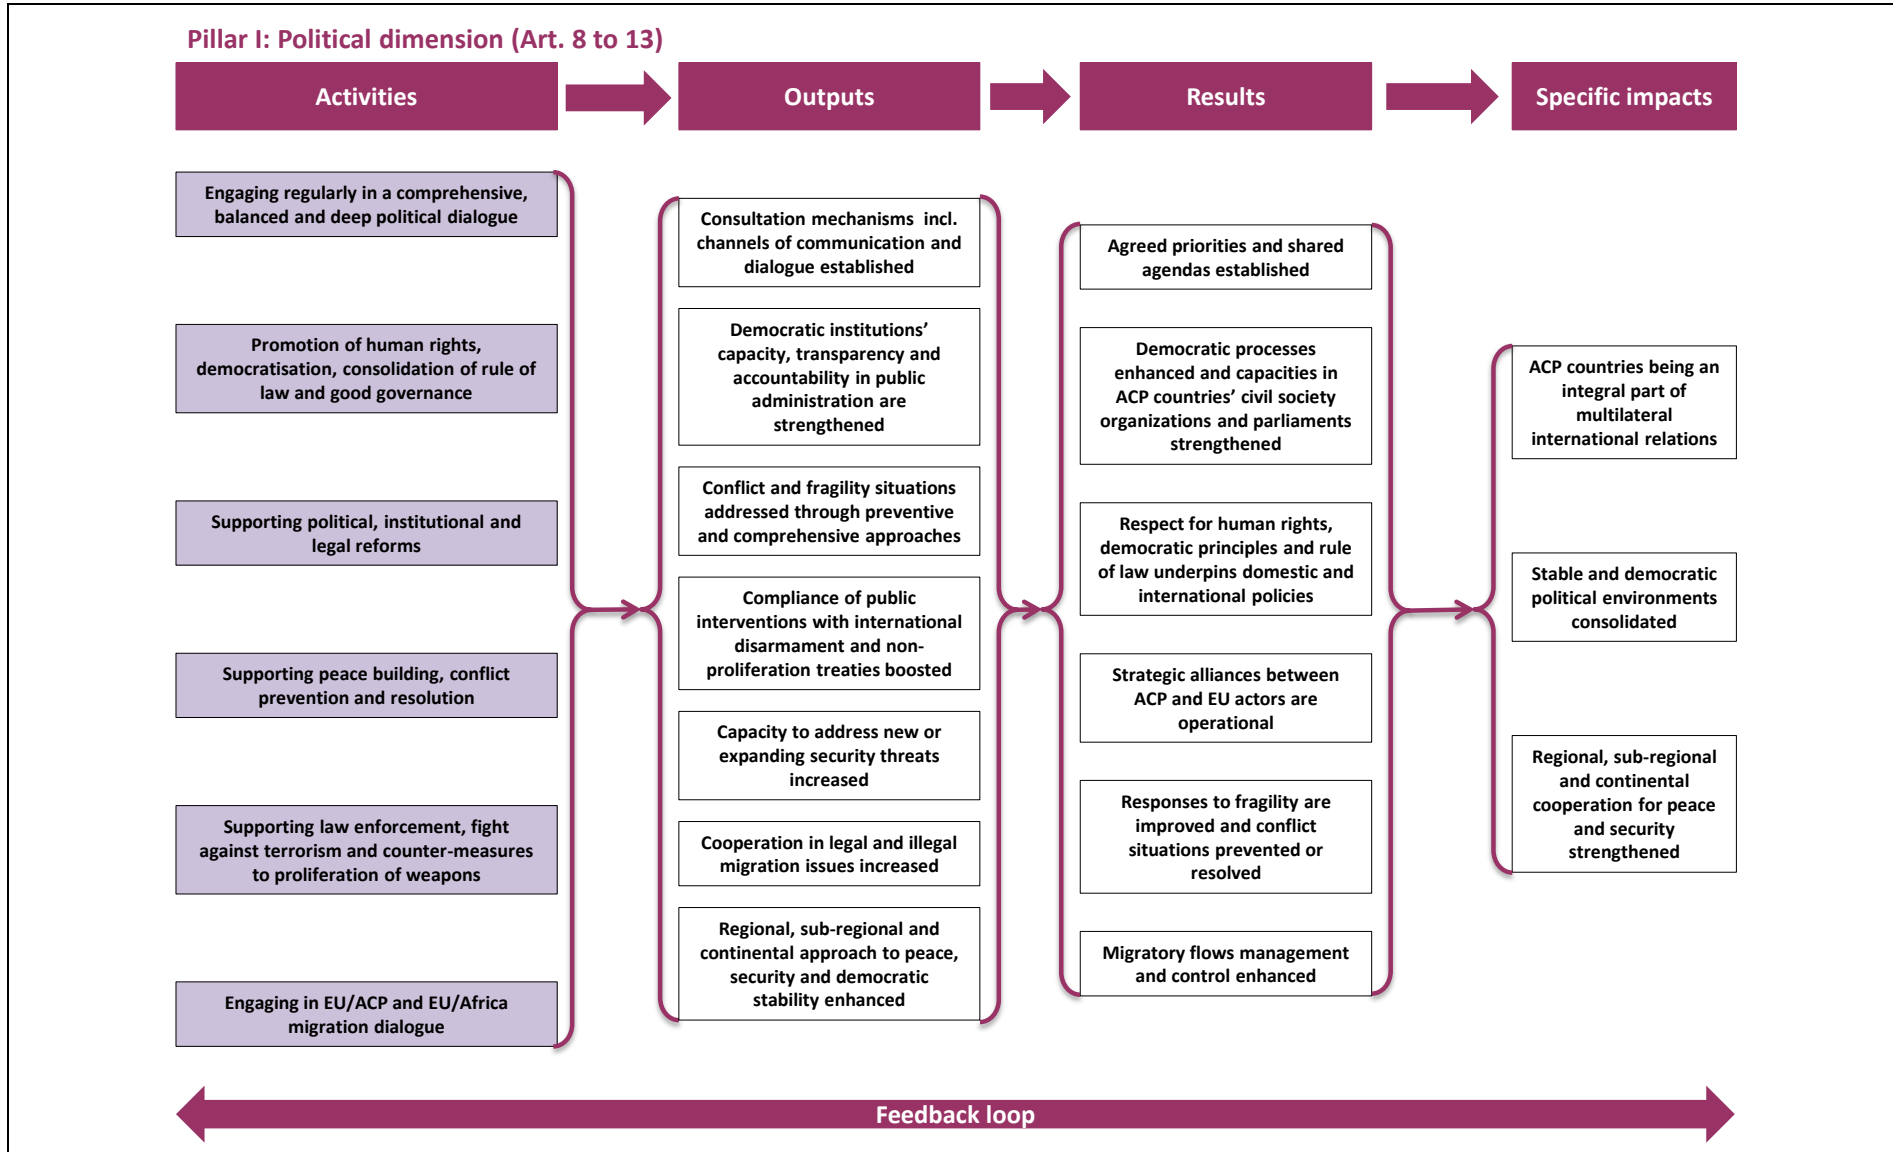 Pillar I: Political dimension (Art. 8 to 13)
Activities
Outputs
Results
Specific impacts
Engaging regularly in a comprehensive,
balanced and deep political dialogue
Promotion of human rights,
democratisation, consolidation of rule of
law and good governance
Supporting political, institutional and
legal reforms
Supporting peace building, conflict
prevention and resolution
Supporting law enforcement, fight
against terrorism and counter-measures
to proliferation of weapons
Engaging in EU/ACP and EU/Africa
migration dialogue
Consultation mechanisms incl.
channels of communication and
dialogue established
Democratic institutions’
capacity, transparency and
accountability in public
administration are
strengthened
Conflict and fragility situations
addressed through preventive
and comprehensive approaches
Compliance of public
interventions with international
disarmament and non-
proliferation treaties boosted
Capacity to address new or
expanding security threats
increased
Cooperation in legal and illegal
migration issues increased
Regional, sub-regional and
continental approach to peace,
security and democratic
stability enhanced
Agreed priorities and shared
agendas established
Democratic processes
enhanced and capacities in
ACP countries’ civil society
organizations and parliaments
strengthened
Respect for human rights,
democratic principles and rule
of law underpins domestic and
international policies
Strategic alliances between
ACP and EU actors are
operational
Responses to fragility are
improved and conflict
situations prevented or
resolved
Migratory flows management
and control enhanced
ACP countries being an
integral part of
multilateral
international relations
Stable and democratic
political environments
consolidated
Regional, sub-regional
and continental
cooperation for peace
and security
strengthened
Feedback loop